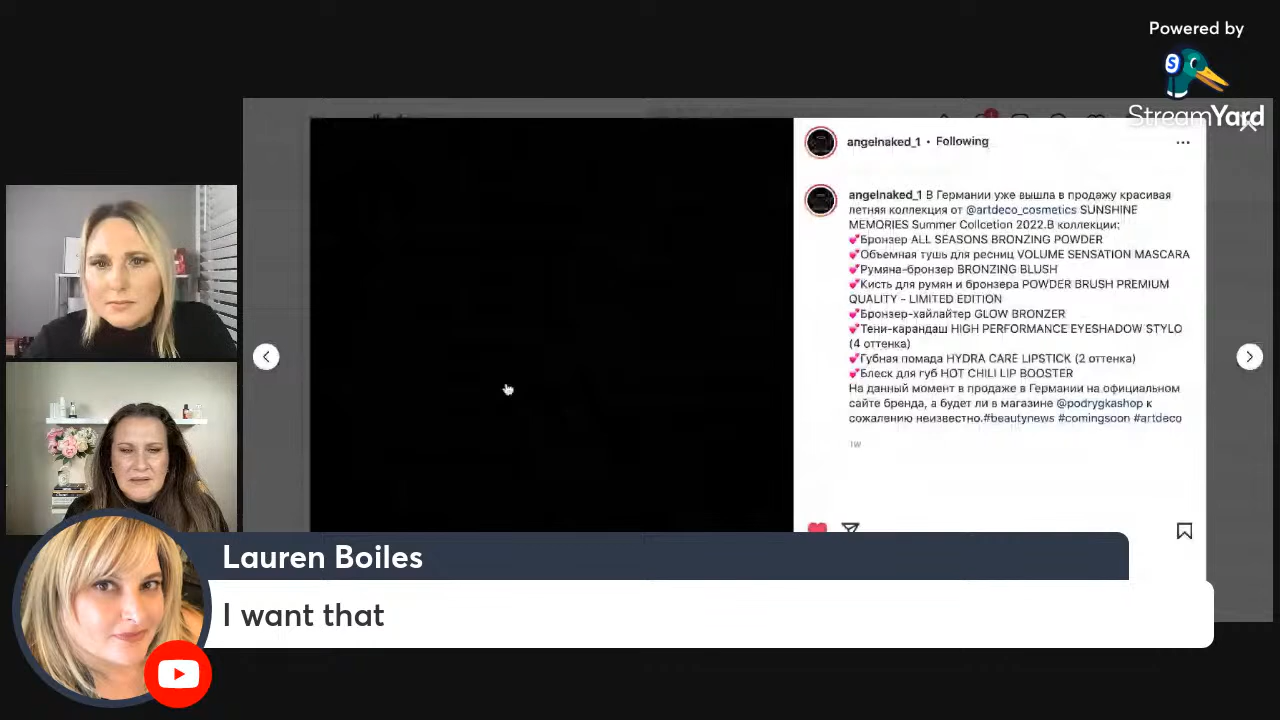 Powered by
StreamYard
angelnaked_1 • Following
angelnaked_1 В Германии уже вышла в продажу красивая
летняя коллекция от @artdeco_cosmetics SUNSHINE
MEMORIES Summer Collcetion 2022.В коллекции:
💕Бронзер ALL SEASONS BRONZING POWDER
💕Объемная тушь для ресниц VOLUME SENSATION MASCARA
💕Румяна-бронзер BRONZING BLUSH
💕Кисть для румян и бронзера POWDER BRUSH PREMIUM
QUALITY - LIMITED EDITION
💕Бронзер-хайлайтер GLOW BRONZER
💕Тени-карандаш HIGH PERFORMANCE EYESHADOW STYLO
(4 оттенка)
💕Губная помада HYDRA CARE LIPSTICK (2 оттенка)
💕Блеск для губ HOT CHILI LIP BOOSTER
На данный момент в продаже в Германии на официальном
сайте бренда, а будет ли в магазине @podrygkashop к
сожалению неизвестно.#beautynews #comingsoon #artdeco
1w
Lauren Boiles
I want that